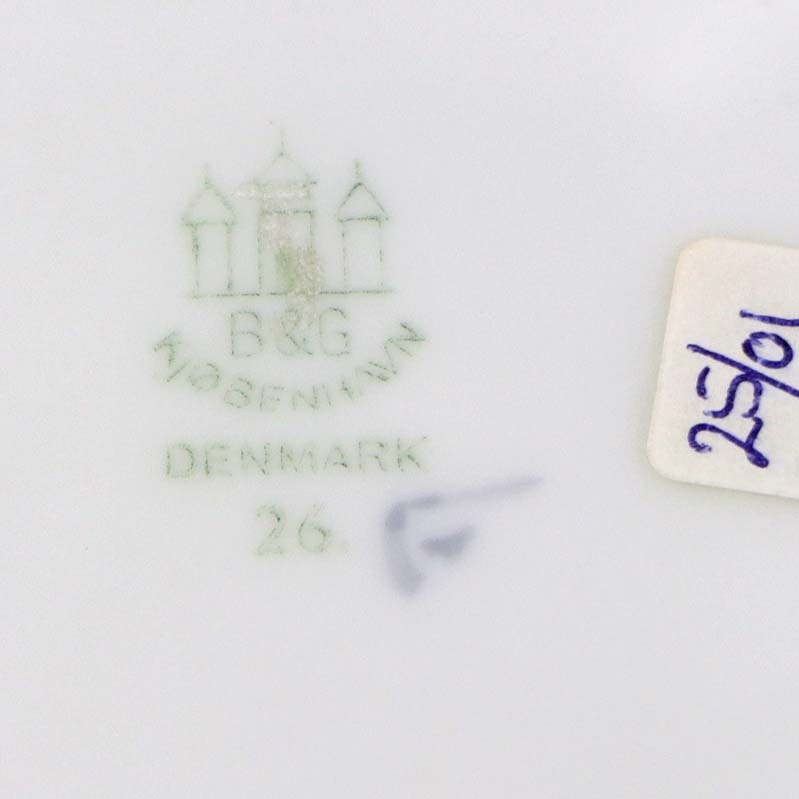 B&G
KJØBENHAVN
DENMARK
26.
F
25/01